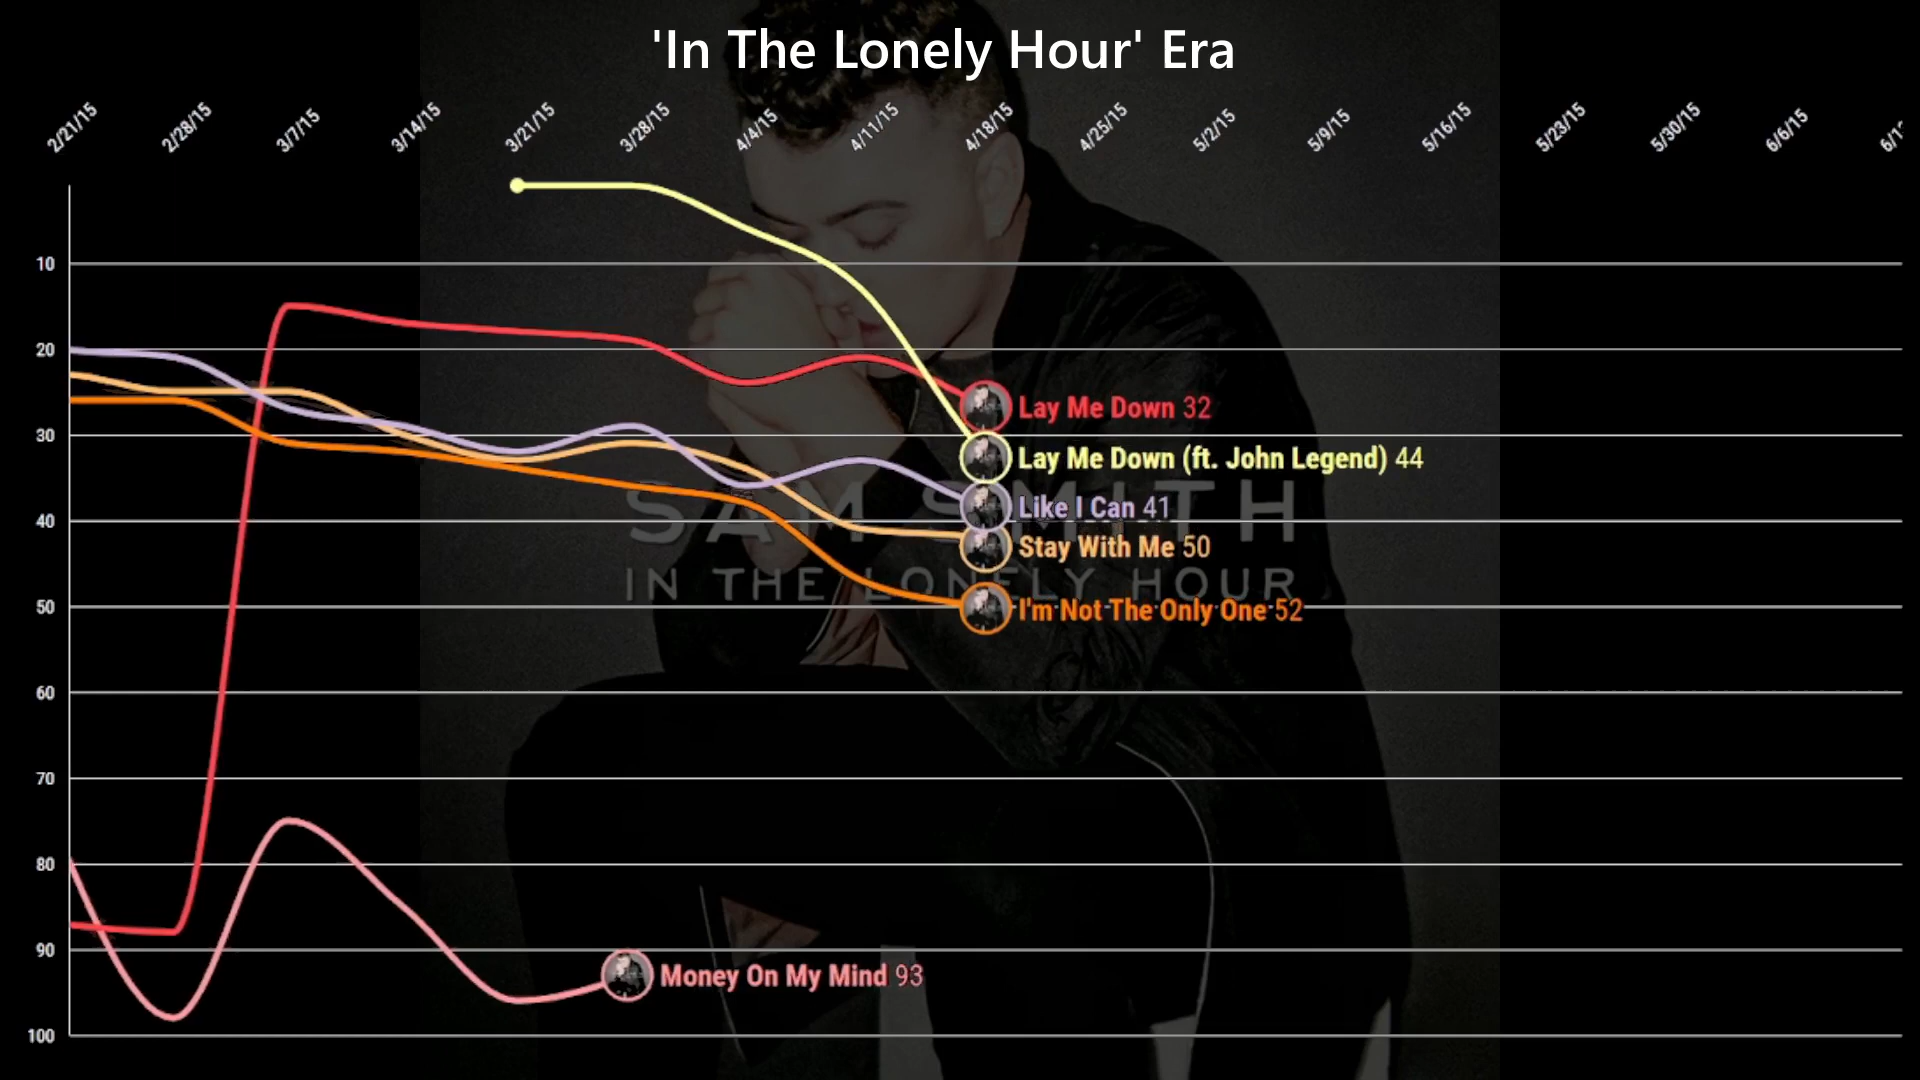 'In The Lonely Hour' Era
2/21/15 2/28/15 3/7/15 3/14/15 3/21/15 3/28/15 4/4/15 4/11/15 4/18/15 4/25/15 5/2/15 5/9/15 5/16/15 5/23/15 5/30/15 6/6/15
10
20
30
Lay Me Down 32
Lay Me Down (ft. John Legend) 44
Like I Can 41
SAM SMITH
40
Stay With Me 50
IN THE LONELY HOUR
50
I'm Not The Only One 52
60
70
80
90
Money On My Mind 93
100